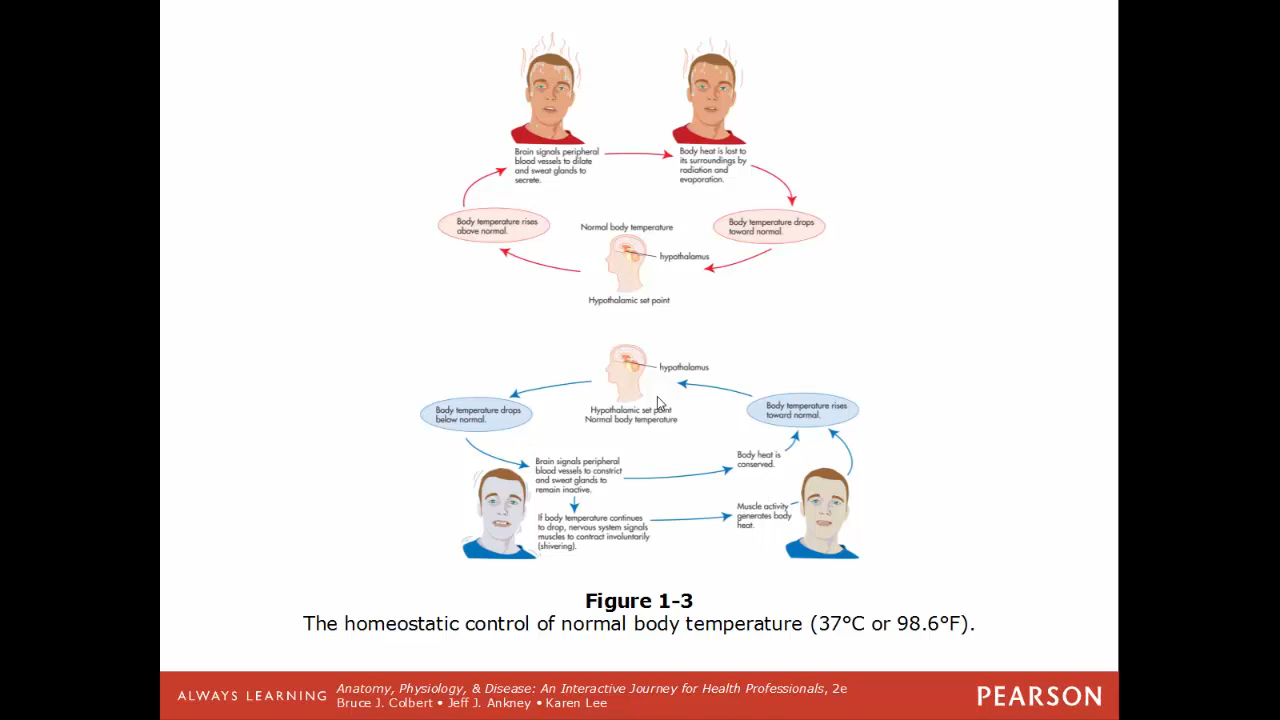 Brain signals peripheral
blood vessels to dilate
and sweat glands to
secrete.
Body heat is lost to
its surroundings by
radiation and
evaporation.
Body temperature rises
above normal.
Normal body temperature
Body temperature drops
toward normal.
hypothalamus
Hypothalamic set point
hypothalamus
Body temperature drops
below normal.
Hypothalamic set point
Normal body temperature
Body temperature rises
toward normal.
Brain signals peripheral
blood vessels to constrict
and sweat glands to
remain inactive.
Body heat is
conserved.
If body temperature continues
to drop, nervous system signals
muscles to contract involuntarily
(shivering).
Muscle activity
generates body
heat.
Figure 1-3
The homeostatic control of normal body temperature (37°C or 98.6°F).
ALWAYS LEARNING
Anatomy, Physiology, & Disease: An Interactive Journey for Health Professionals, 2e
Bruce J. Colbert • Jeff J. Ankney • Karen Lee
PEARSON